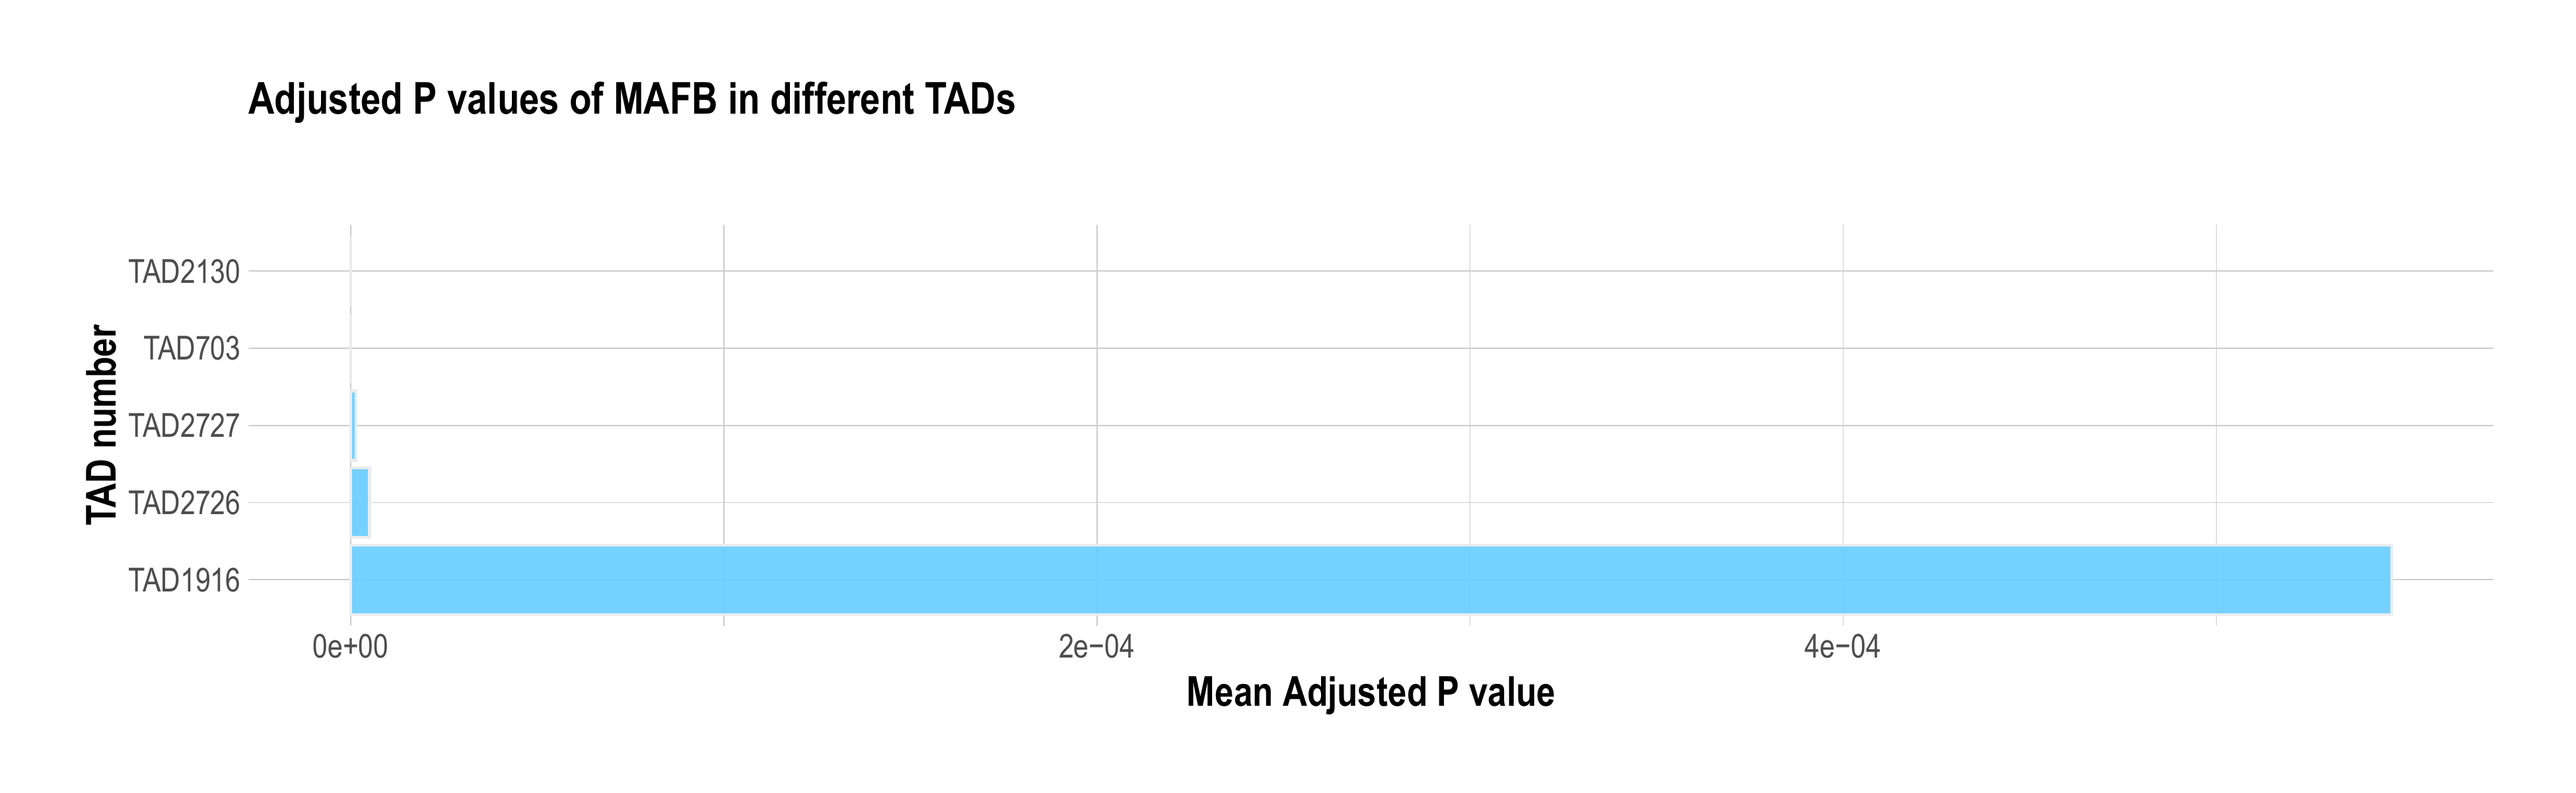 Adjusted P values of MAFB in different TADs
TAD number
TAD2130
TAD703
TAD2727
TAD2726
TAD1916
0e+00 2e−04 4e−04
Mean Adjusted P value